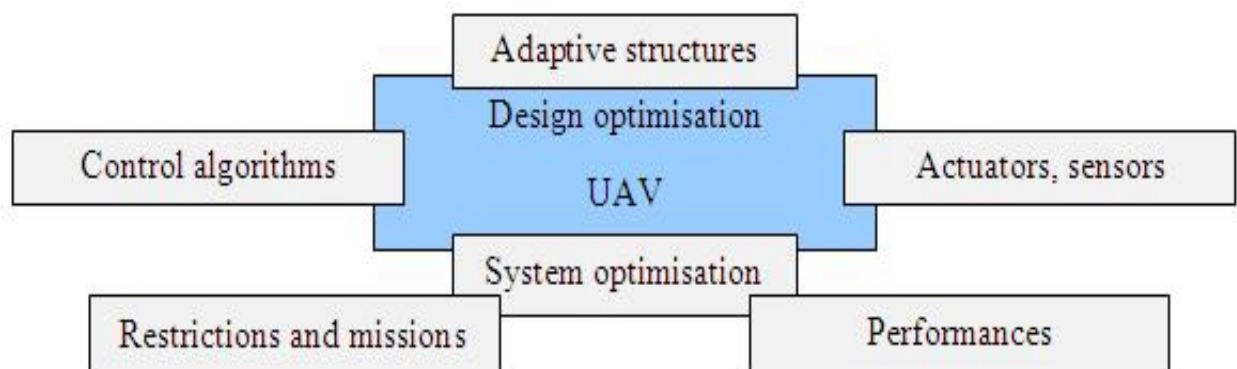 Adaptive structures
Design optimisation
Control algorithms
Actuators, sensors
UAV
System optimisation
Restrictions and missions
Performances